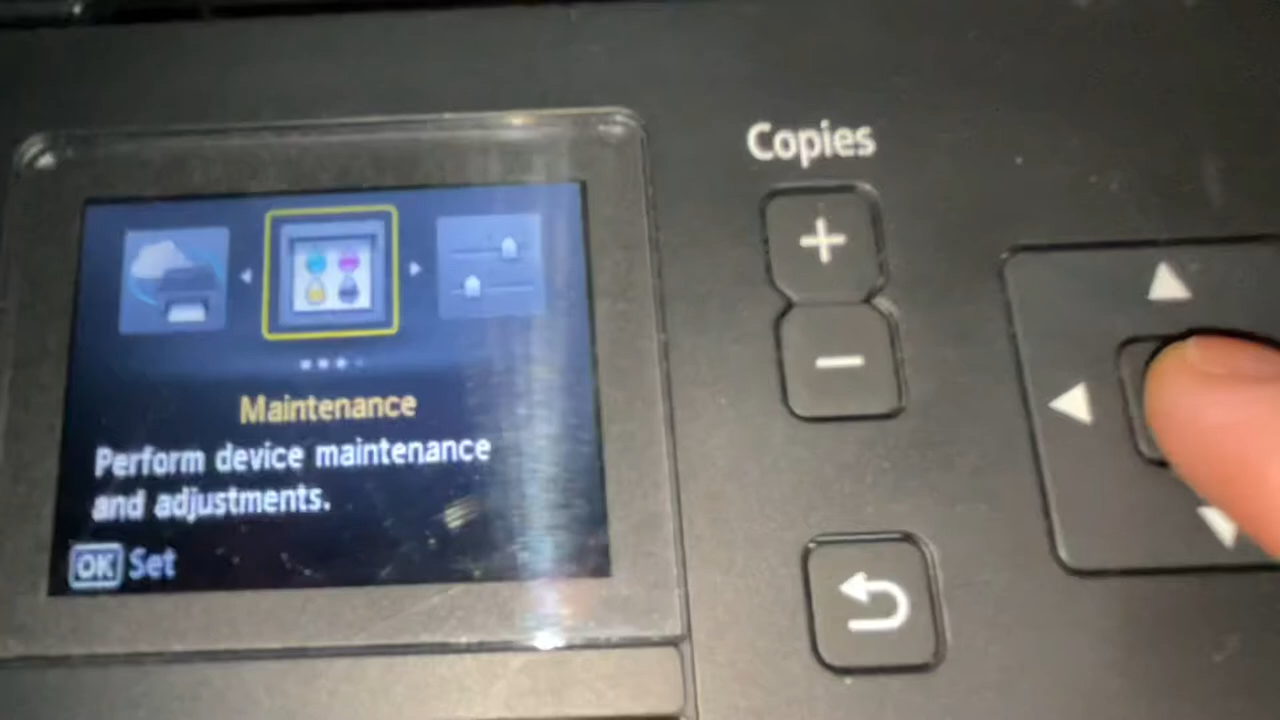 Copies
Maintenance
Perform device maintenance
and adjustments.
OK Set